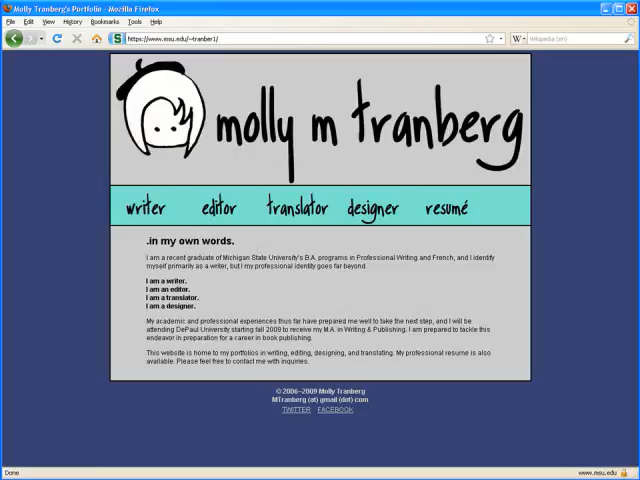 Molly Tranberg's Portfolio - Mozilla Firefox
File Edit View History Bookmarks Tools Help
https://www.msu.edu/~tranber1/
Wikipedia (en)
molly m tranberg
writer editor translator designer resumé
.in my own words.
I am a recent graduate of Michigan State University's B.A. programs in Professional Writing and French, and I identify
myself primarily as a writer, but my professional identity goes far beyond.
I am a writer.
I am an editor.
I am a translator.
I am a designer.
My academic and professional experiences thus far have prepared me well to take the next step, and I will be
attending DePaul University starting fall 2009 to receive my M.A. in Writing & Publishing. I am prepared to tackle this
endeavor in preparation for a career in book publishing.
This website is home to my portfolios in writing, editing, designing, and translating. My professional resume is also
available. Please feel free to contact me with inquiries.
© 2006–2009 Molly Tranberg
MTranberg (at) gmail (dot) com
TWITTER FACEBOOK
Done www.msu.edu